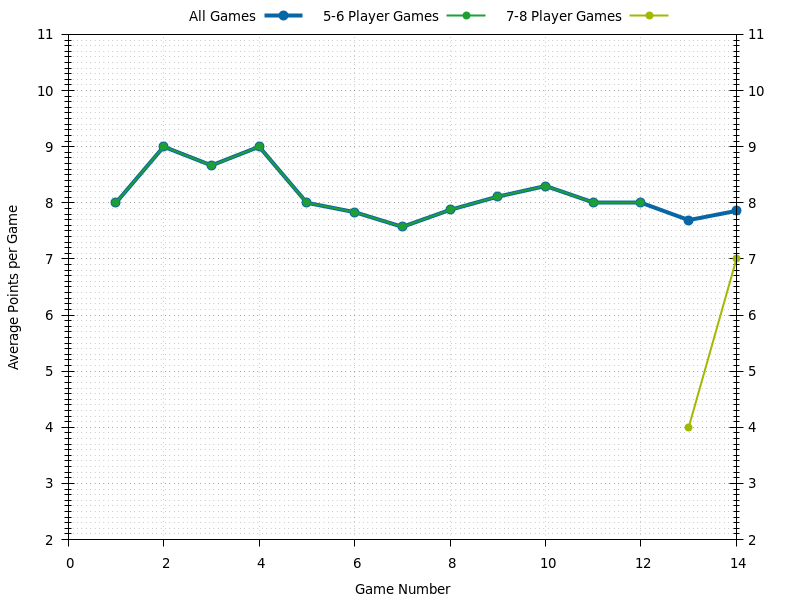 All Games 5-6 Player Games 7-8 Player Games
11 11
10 10
9 9
8 8
7 7
6 6
5 5
4 4
3 3
2 2
0 2 4 6 8 10 12 14
Average Points per Game
Game Number